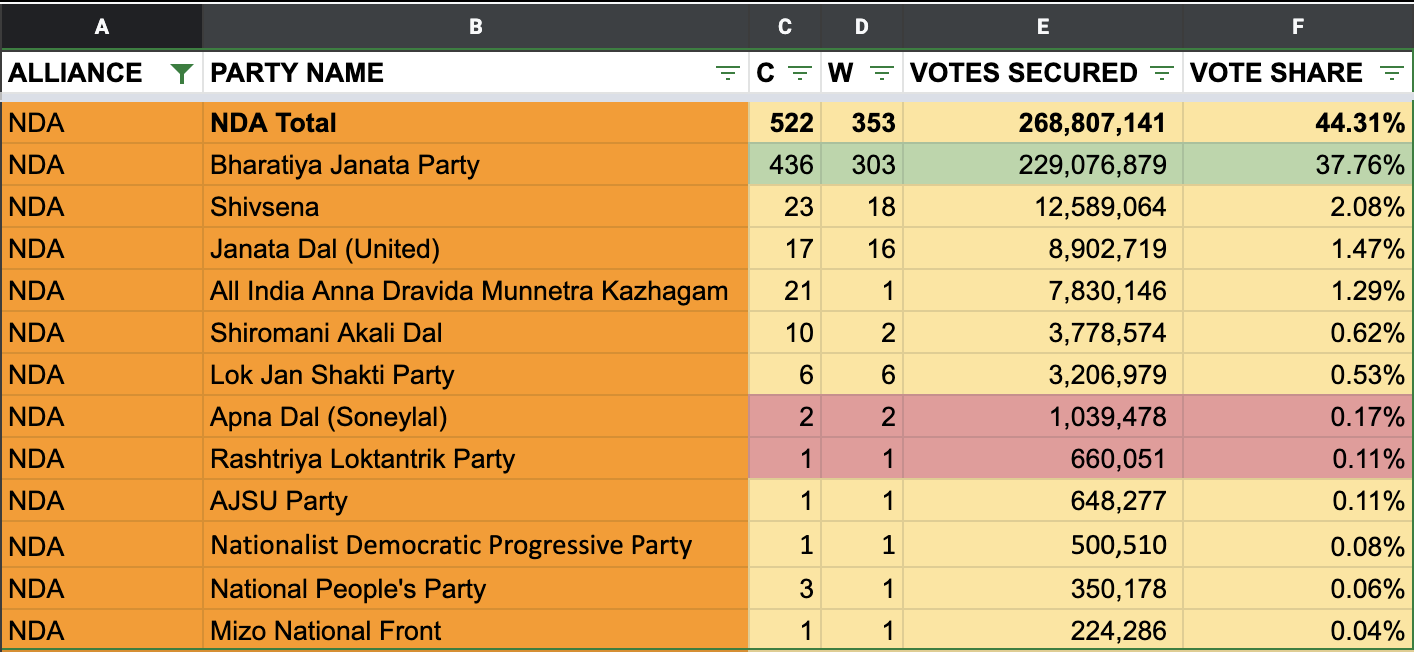 A B C D E F
ALLIANCE PARTY NAME C W VOTES SECURED VOTE SHARE
NDA NDA Total 522 353 268,807,141 44.31%
NDA Bharatiya Janata Party 436 303 229,076,879 37.76%
NDA Shivsena 23 18 12,589,064 2.08%
NDA Janata Dal (United) 17 16 8,902,719 1.47%
NDA All India Anna Dravida Munnetra Kazhagam 21 1 7,830,146 1.29%
NDA Shiromani Akali Dal 10 2 3,778,574 0.62%
NDA Lok Jan Shakti Party 6 6 3,206,979 0.53%
NDA Apna Dal (Soneylal) 2 2 1,039,478 0.17%
NDA Rashtriya Loktantrik Party 1 1 660,051 0.11%
NDA AJSU Party 1 1 648,277 0.11%
NDA Nationalist Democratic Progressive Party 1 1 500,510 0.08%
NDA National People's Party 3 1 350,178 0.06%
NDA Mizo National Front 1 1 224,286 0.04%